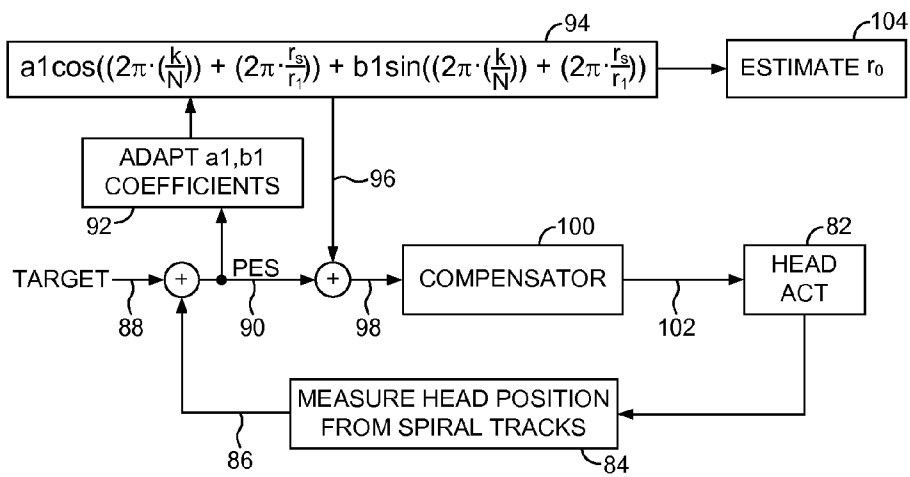 94
104
a1cos((2π·(k/N)) + (2π·rs/r1)) + b1sin((2π·(k/N)) + (2π·rs/r1))
ESTIMATE r0
ADAPT a1,b1
COEFFICIENTS
92
96
100
82
TARGET
+
PES
+
COMPENSATOR
HEAD
ACT
88
90
98
102
MEASURE HEAD POSITION
FROM SPIRAL TRACKS
86
84